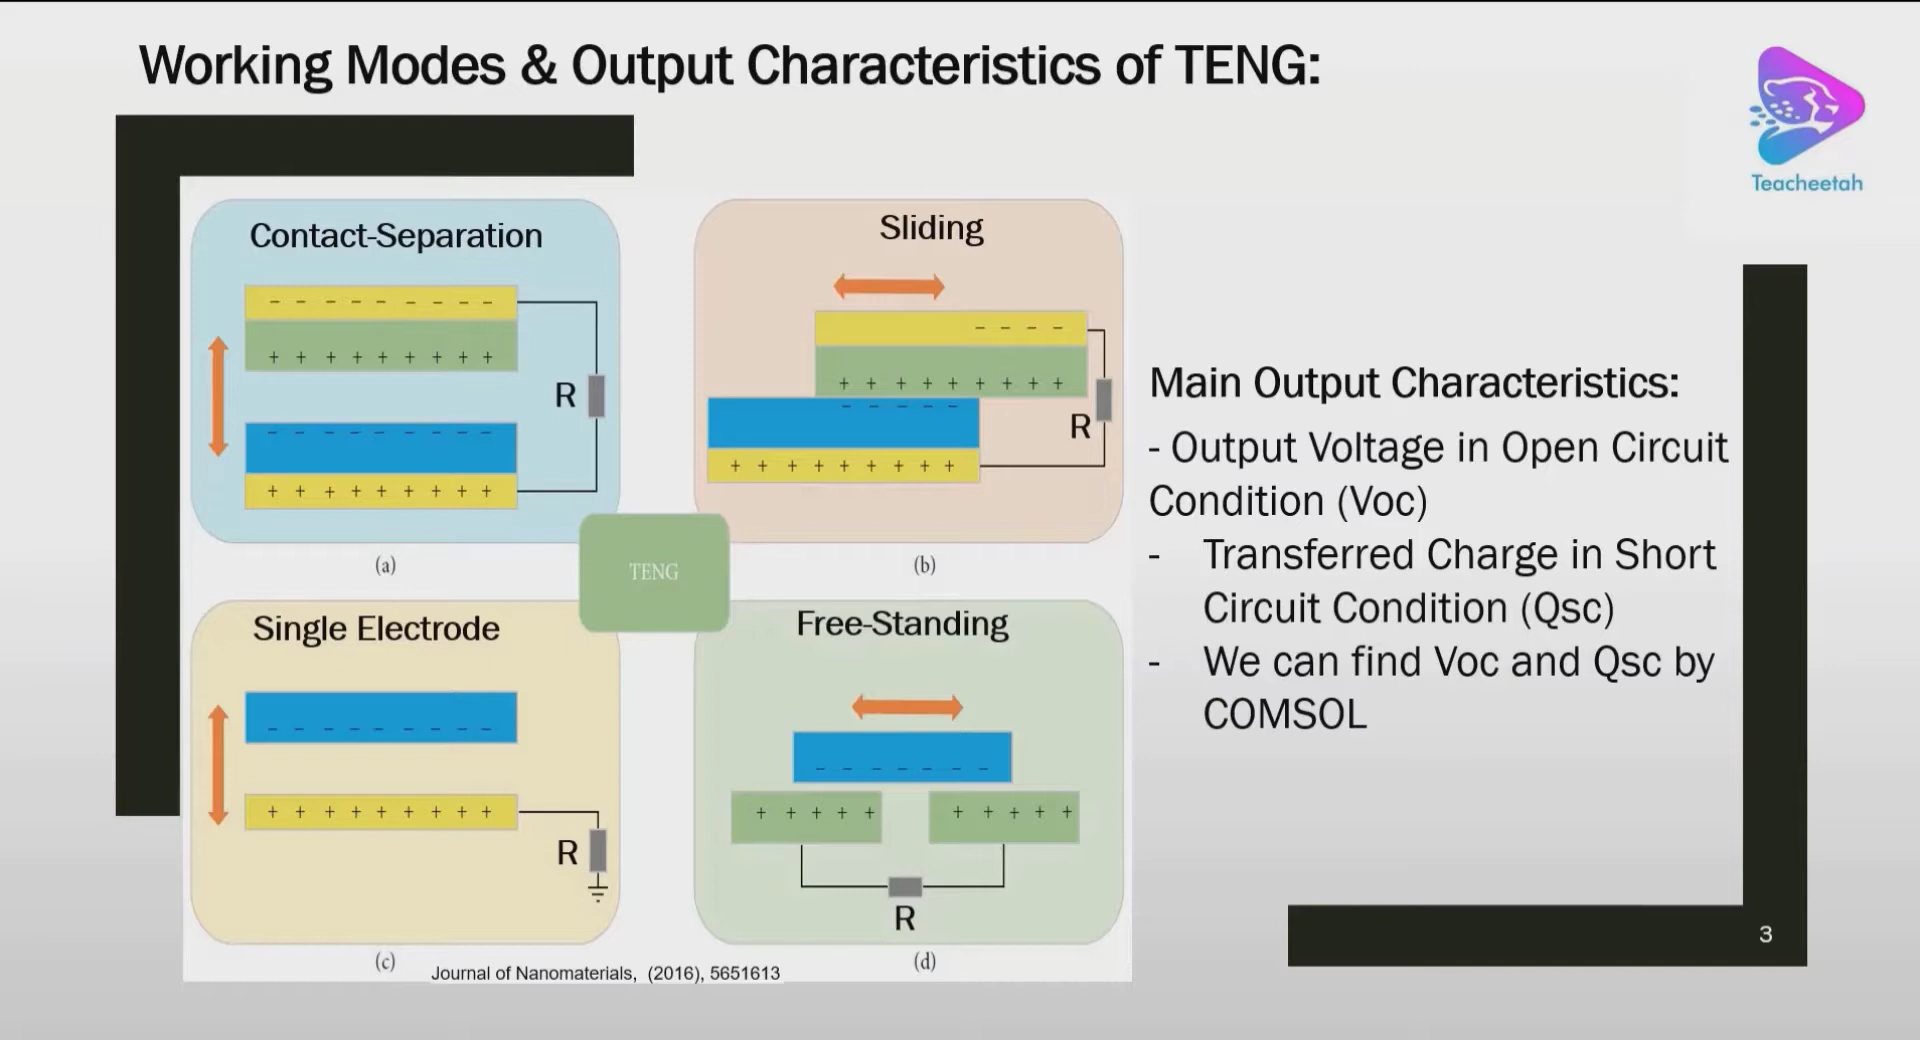 Working Modes & Output Characteristics of TENG:
Teacheetah
Contact-Separation
- - - - - - - - -
+ + + + + + + + +
R
- - - - - - - - -
+ + + + + + + + +
(a)
Sliding
- - - -
+ + + + + + + + +
- - - - -
R
+ + + + + + + + +
(b)
TENG
Single Electrode
- - - - - - - - -
+ + + + + + + + +
R
(c)
Free-Standing
- - - - - - -
+ + + + + + + + + +
R
(d)
Journal of Nanomaterials, (2016), 5651613
Main Output Characteristics:
- Output Voltage in Open Circuit
Condition (Voc)
- Transferred Charge in Short
Circuit Condition (Qsc)
- We can find Voc and Qsc by
COMSOL
3